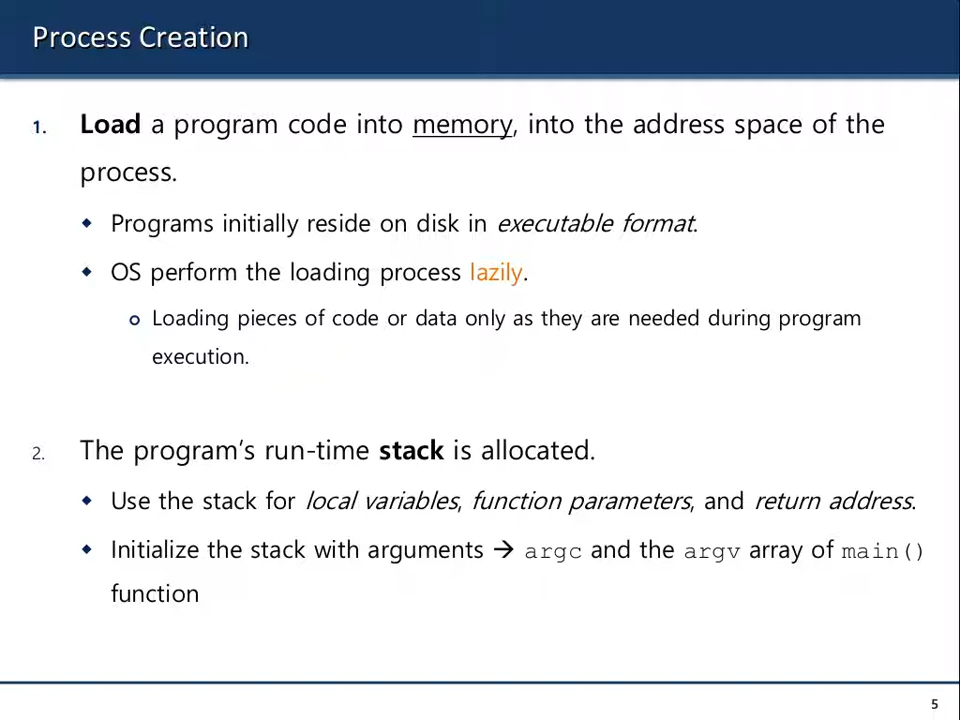 Process Creation
1. Load a program code into memory, into the address space of the
process.
◆ Programs initially reside on disk in executable format.
◆ OS perform the loading process lazily.
o Loading pieces of code or data only as they are needed during program
execution.
2. The program’s run-time stack is allocated.
◆ Use the stack for local variables, function parameters, and return address.
◆ Initialize the stack with arguments → argc and the argv array of main()
function
5